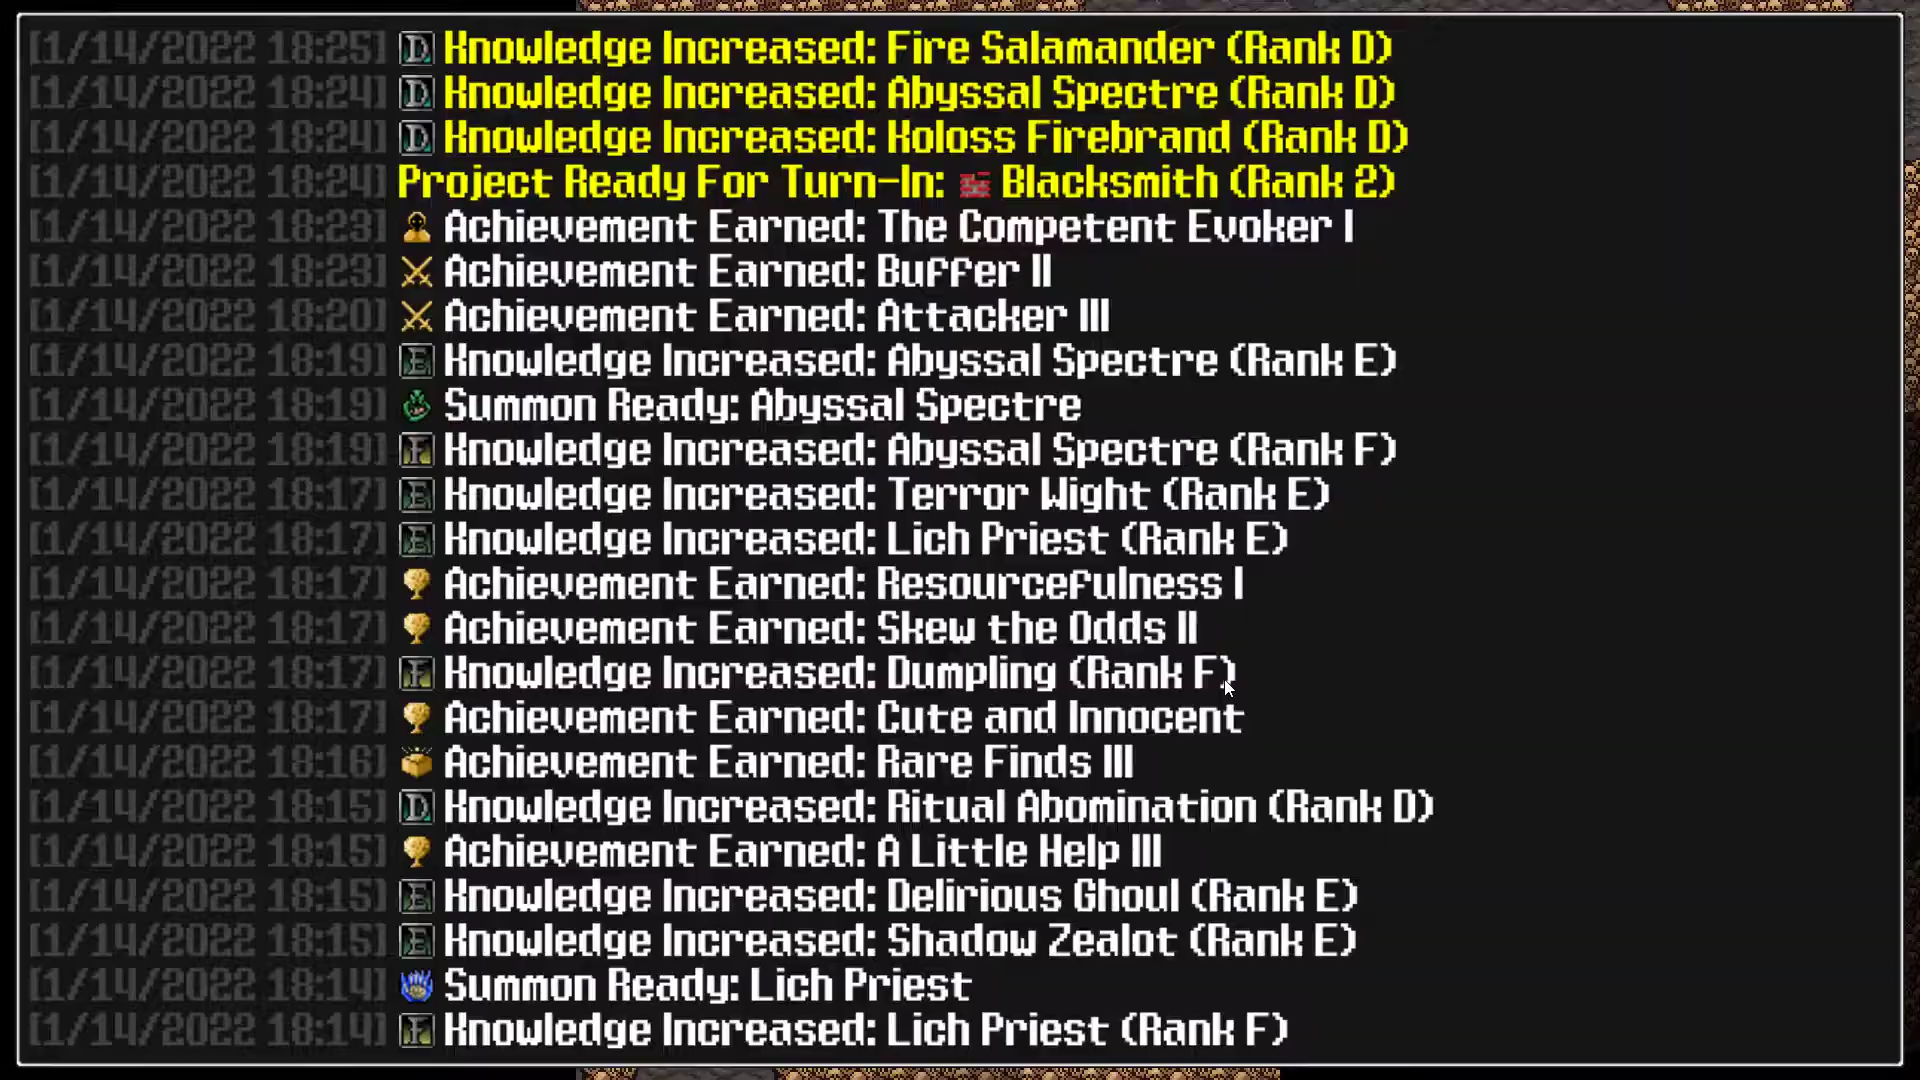 [1/14/2022 18:25] D Knowledge Increased: Fire Salamander (Rank D)
[1/14/2022 18:24] D Knowledge Increased: Abyssal Spectre (Rank D)
[1/14/2022 18:24] D Knowledge Increased: Koloss Firebrand (Rank D)
[1/14/2022 18:24] Project Ready For Turn-In: Blacksmith (Rank 2)
[1/14/2022 18:23] Achievement Earned: The Competent Evoker I
[1/14/2022 18:23] Achievement Earned: Buffer II
[1/14/2022 18:20] Achievement Earned: Attacker III
[1/14/2022 18:19] E Knowledge Increased: Abyssal Spectre (Rank E)
[1/14/2022 18:19] Summon Ready: Abyssal Spectre
[1/14/2022 18:19] F Knowledge Increased: Abyssal Spectre (Rank F)
[1/14/2022 18:17] E Knowledge Increased: Terror Wight (Rank E)
[1/14/2022 18:17] E Knowledge Increased: Lich Priest (Rank E)
[1/14/2022 18:17] Achievement Earned: Resourcefulness I
[1/14/2022 18:17] Achievement Earned: Skew the Odds II
[1/14/2022 18:17] F Knowledge Increased: Dumpling (Rank F)
[1/14/2022 18:17] Achievement Earned: Cute and Innocent
[1/14/2022 18:16] Achievement Earned: Rare Finds III
[1/14/2022 18:15] D Knowledge Increased: Ritual Abomination (Rank D)
[1/14/2022 18:15] Achievement Earned: A Little Help III
[1/14/2022 18:15] E Knowledge Increased: Delirious Ghoul (Rank E)
[1/14/2022 18:15] E Knowledge Increased: Shadow Zealot (Rank E)
[1/14/2022 18:14] Summon Ready: Lich Priest
[1/14/2022 18:14] F Knowledge Increased: Lich Priest (Rank F)